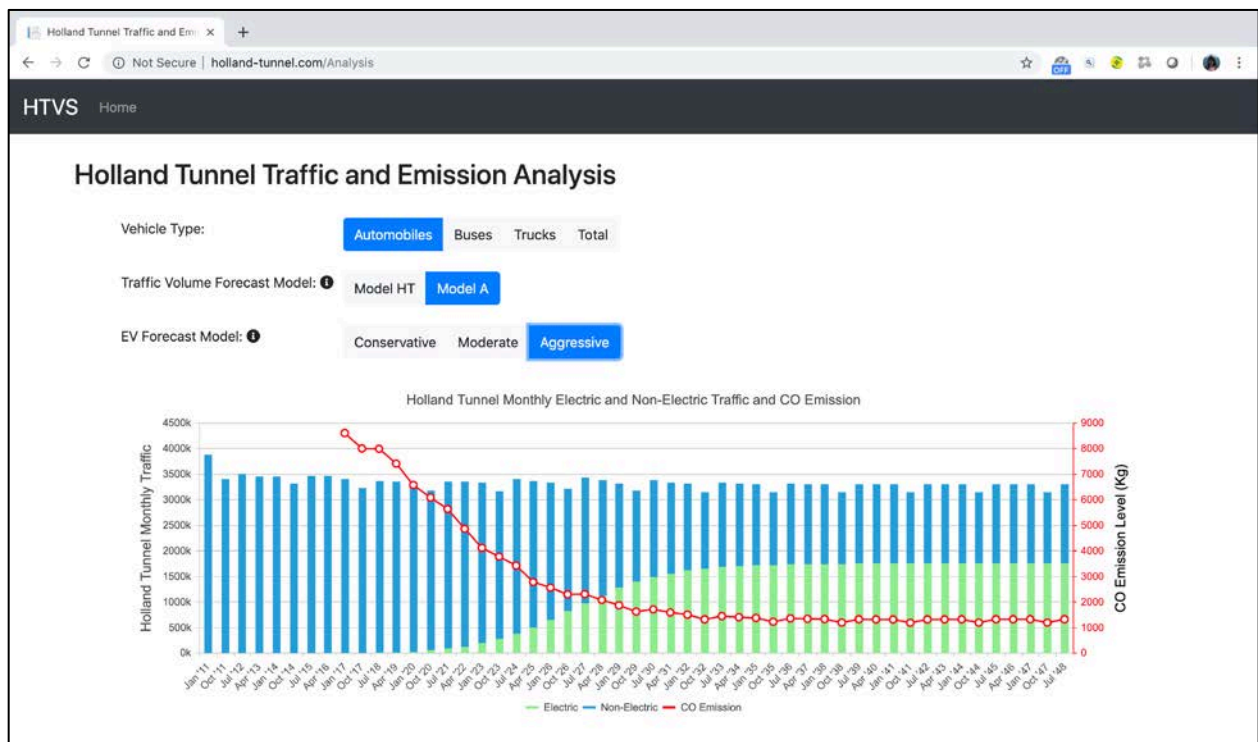 Holland Tunnel Traffic and Em
Not Secure | holland-tunnel.com/Analysis
OFF
HTVS Home
Holland Tunnel Traffic and Emission Analysis
Vehicle Type: Automobiles Buses Trucks Total
Traffic Volume Forecast Model: Model HT Model A
EV Forecast Model: Conservative Moderate Aggressive
Holland Tunnel Monthly Electric and Non-Electric Traffic and CO Emission
Holland Tunnel Monthly Traffic
4500k
4000k
3500k
3000k
2500k
2000k
1500k
1000k
500k
0k
9000
8000
7000
6000
5000
4000
3000
2000
1000
0
CO Emission Level (Kg)
Jan '11 Oct '11 Jul '12 Apr '13 Jan '14 Oct '14 Jul '15 Apr '16 Jan '17 Oct '17 Jul '18 Apr '19 Jan '20 Oct '20 Jul '21 Apr '22 Jan '23 Oct '23 Jul '24 Apr '25 Jan '26 Oct '26 Jul '27 Apr '28 Jan '29 Oct '29 Jul '30 Apr '31 Jan '32 Oct '32 Jul '33 Apr '34 Jan '35 Oct '35 Jul '36 Apr '37 Jan '38 Oct '38 Jul '39 Apr '40 Jan '41 Oct '41 Jul '42 Apr '43 Jan '44 Oct '44 Jul '45 Apr '46 Jan '47 Oct '47 Jul '48
Electric Non-Electric CO Emission